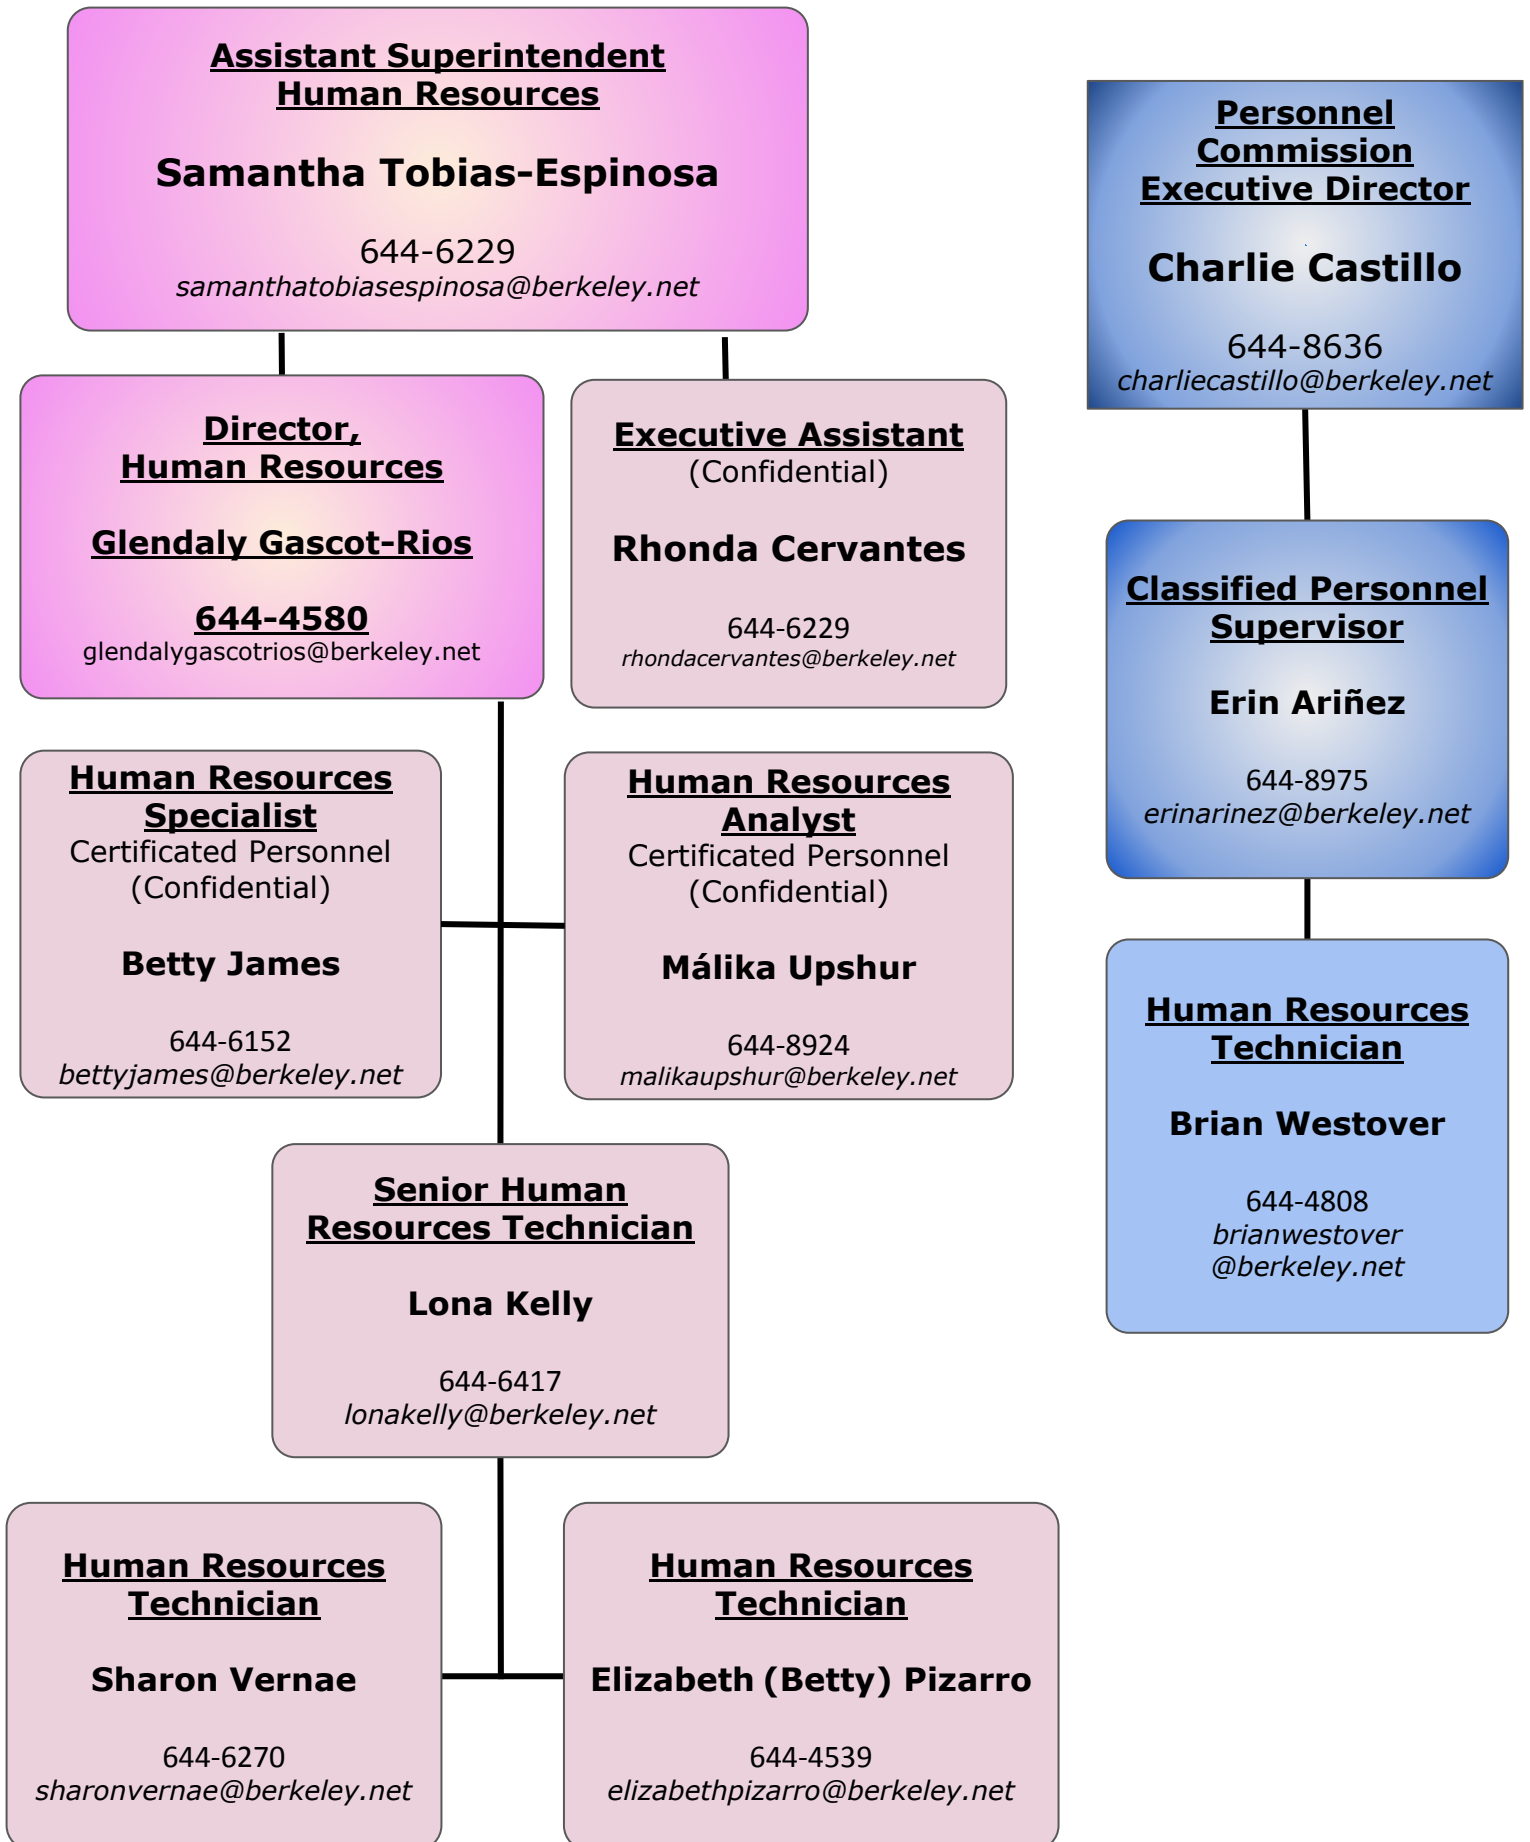 Assistant Superintendent
Human Resources
Samantha Tobias-Espinosa
644-6229
samanthatobiasespinosa@berkeley.net
Personnel
Commission
Executive Director
Charlie Castillo
644-8636
charliecastillo@berkeley.net
Director,
Human Resources
Glendaly Gascot-Rios
644-4580
glendalygascotrios@berkeley.net
Executive Assistant
(Confidential)
Rhonda Cervantes
644-6229
rhondacervantes@berkeley.net
Classified Personnel
Supervisor
Erin Ariñez
644-8975
erinarinez@berkeley.net
Human Resources
Specialist
Certificated Personnel
(Confidential)
Betty James
644-6152
bettyjames@berkeley.net
Human Resources
Analyst
Certificated Personnel
(Confidential)
Málika Upshur
644-8924
malikaupshur@berkeley.net
Human Resources
Technician
Brian Westover
644-4808
brianwestover
@berkeley.net
Senior Human
Resources Technician
Lona Kelly
644-6417
lonakelly@berkeley.net
Human Resources
Technician
Sharon Vernae
644-6270
sharonvernae@berkeley.net
Human Resources
Technician
Elizabeth (Betty) Pizarro
644-4539
elizabethpizarro@berkeley.net